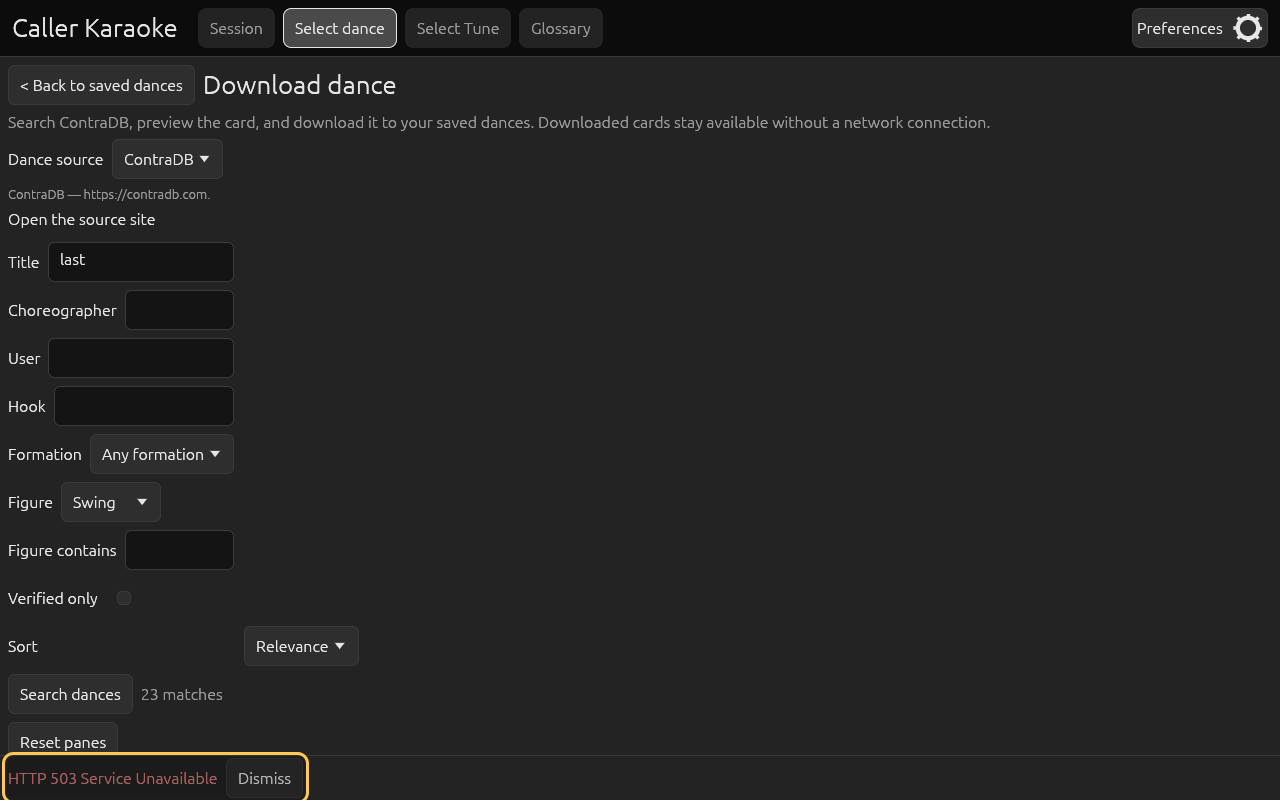 Caller Karaoke Session Select dance Select Tune Glossary Preferences
< Back to saved dances Download dance
Search ContraDB, preview the card, and download it to your saved dances. Downloaded cards stay available without a network connection.
Dance source ContraDB
ContraDB — https://contradb.com.
Open the source site
Title last
Choreographer
User
Hook
Formation Any formation
Figure Swing
Figure contains
Verified only
Sort Relevance
Search dances 23 matches
Reset panes
HTTP 503 Service Unavailable Dismiss